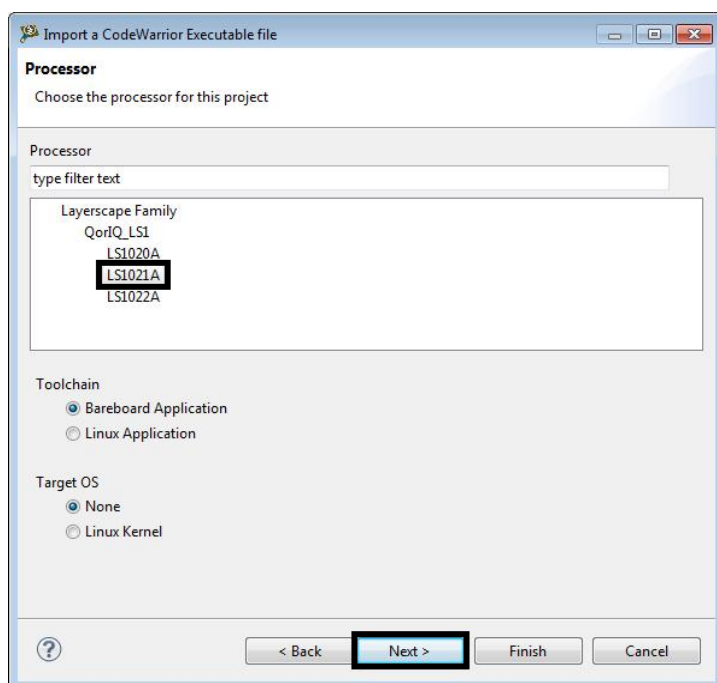 Import a CodeWarrior Executable file
Processor
Choose the processor for this project
Processor
type filter text
Layerscape Family
QorIQ_LS1
LS1020A
LS1021A
LS1022A
Toolchain
Bareboard Application
Linux Application
Target OS
None
Linux Kernel
< Back Next > Finish Cancel